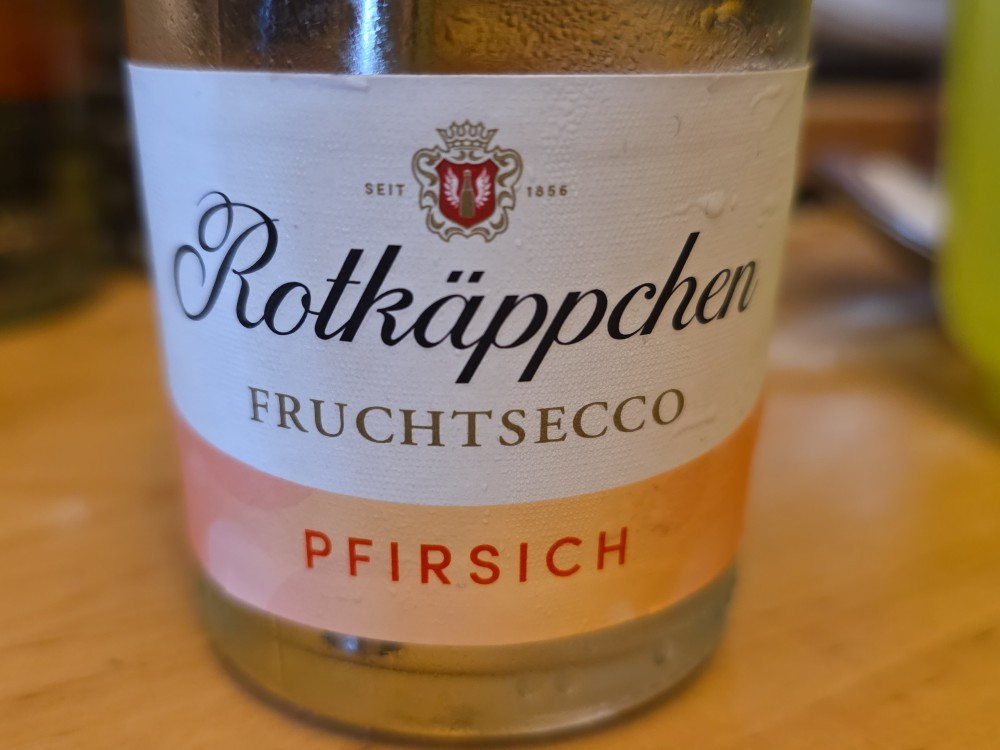 SEIT 1856
Rotkäppchen
FRUCHTSECCO
PFIRSICH